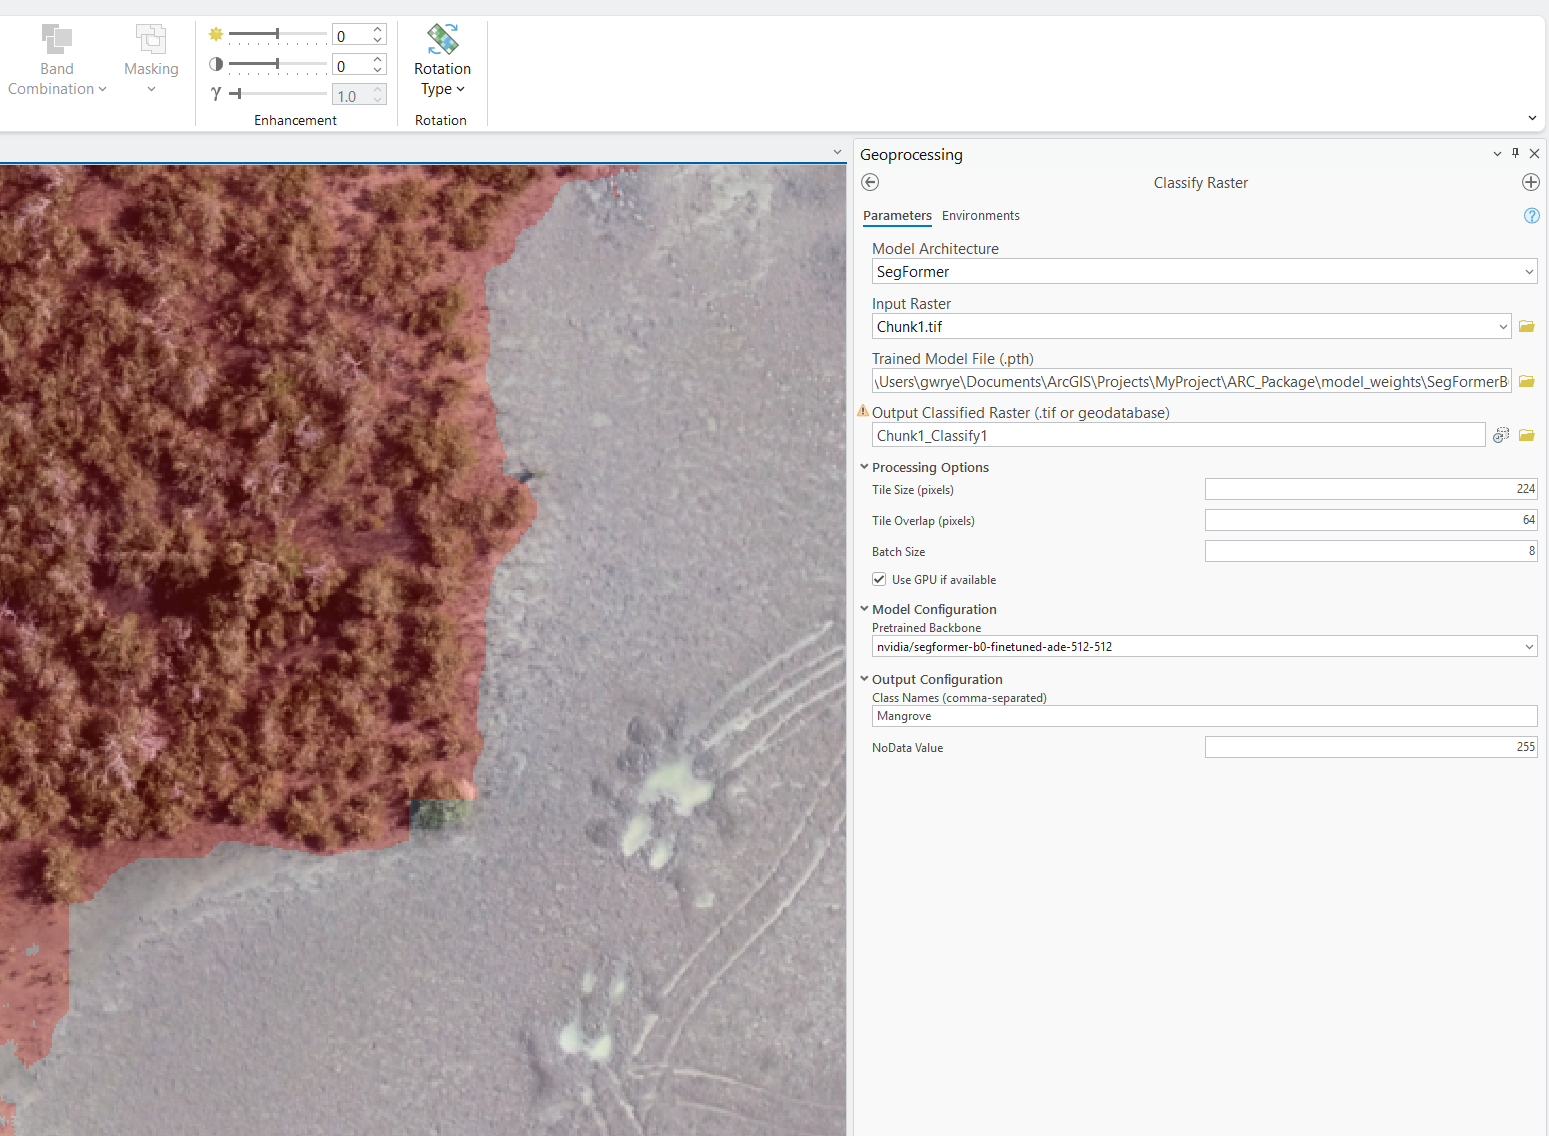 Band
Combination
Masking
0
0
γ
1.0
Enhancement
Rotation
Type
Rotation
Geoprocessing
Classify Raster
Parameters
Environments
Model Architecture
SegFormer
Input Raster
Chunk1.tif
Trained Model File (.pth)
\Users\gwrye\Documents\ArcGIS\Projects\MyProject\ARC_Package\model_weights\SegFormerB
Output Classified Raster (.tif or geodatabase)
Chunk1_Classify1
Processing Options
Tile Size (pixels)
224
Tile Overlap (pixels)
64
Batch Size
8
Use GPU if available
Model Configuration
Pretrained Backbone
nvidia/segformer-b0-finetuned-ade-512-512
Output Configuration
Class Names (comma-separated)
Mangrove
NoData Value
255